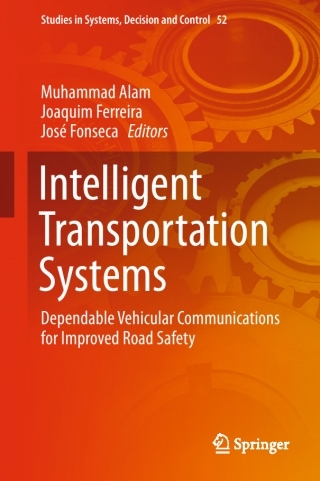 Studies in Systems, Decision and Control 52
Muhammad Alam
Joaquim Ferreira
José Fonseca Editors
Intelligent
Transportation
Systems
Dependable Vehicular Communications
for Improved Road Safety
Springer